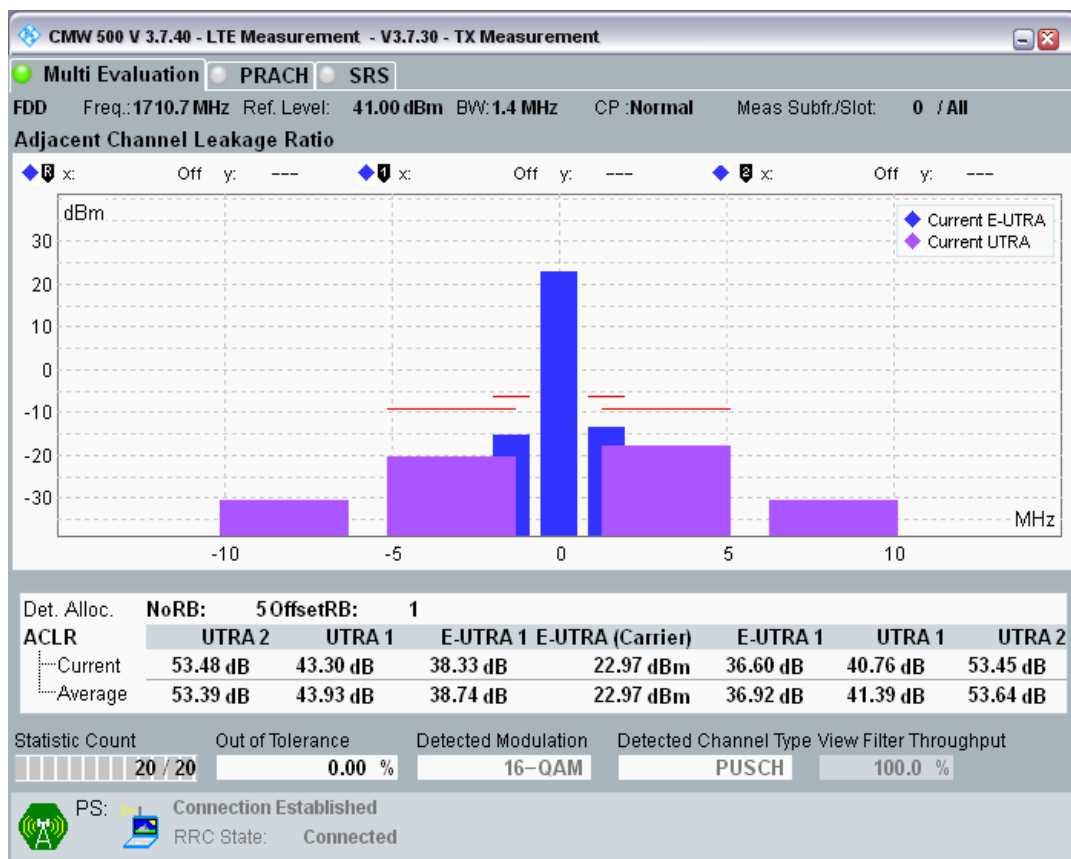 CMW 500 V 3.7.40 - LTE Measurement - V3.7.30 - TX Measurement
Multi Evaluation PRACH SRS
FDD Freq.: 1710.7 MHz Ref. Level: 41.00 dBm BW: 1.4 MHz CP :Normal Meas Subfr./Slot: 0 / All
Adjacent Channel Leakage Ratio
R x: Off y: --- 1 x: Off y: --- 2 x: Off y: ---
dBm
Current E-UTRA
Current UTRA
30
20
10
0
-10
-20
-30
MHz
-10 -5 0 5 10
Det. Alloc. NoRB: 5 OffsetRB: 1
ACLR UTRA 2 UTRA 1 E-UTRA 1 E-UTRA (Carrier) E-UTRA 1 UTRA 1 UTRA 2
Current 53.48 dB 43.30 dB 38.33 dB 22.97 dBm 36.60 dB 40.76 dB 53.45 dB
Average 53.39 dB 43.93 dB 38.74 dB 22.97 dBm 36.92 dB 41.39 dB 53.64 dB
Statistic Count Out of Tolerance Detected Modulation Detected Channel Type View Filter Throughput
20 / 20 0.00 % 16-QAM PUSCH 100.0 %
PS: Connection Established
RRC State: Connected